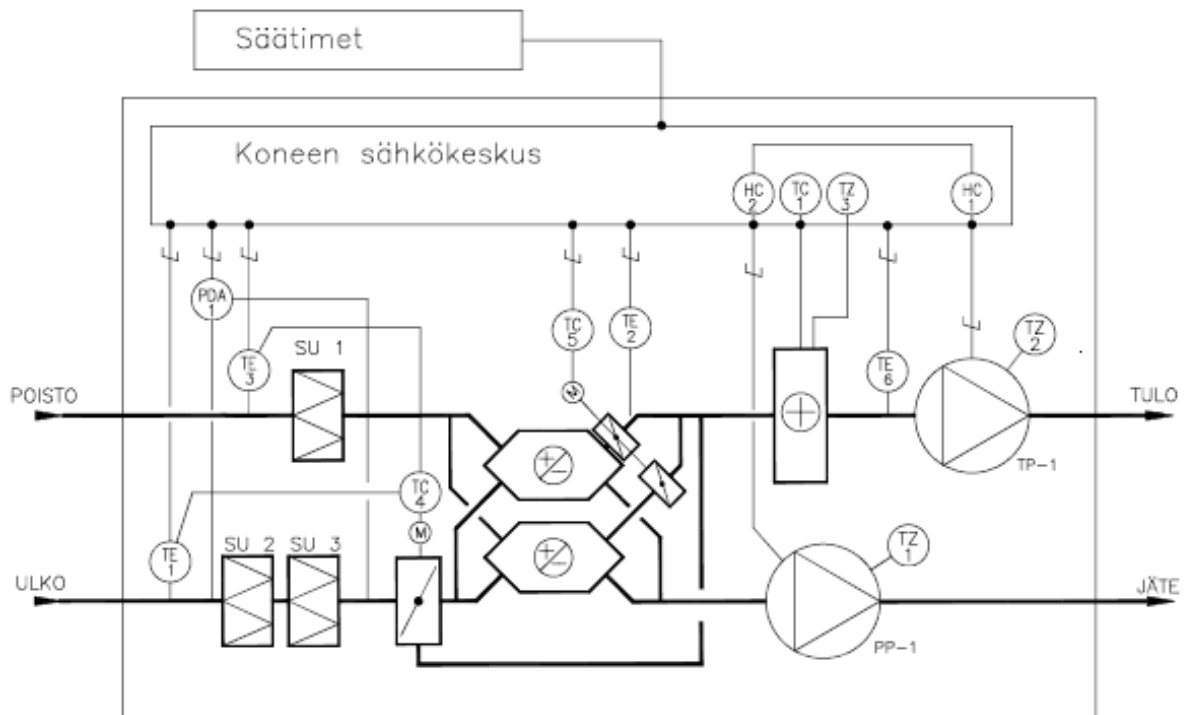 Säätimet
Koneen sähkökeskus
HC 2
TC 1
TZ 3
HC 1
PDA 1
TC 5
TE 2
TE 3
SU 1
TE 6
TZ 2
POISTO
TULO
TP-1
TC 4
M
TE 1
SU 2
SU 3
TZ 1
ULKO
JÄTE
PP-1